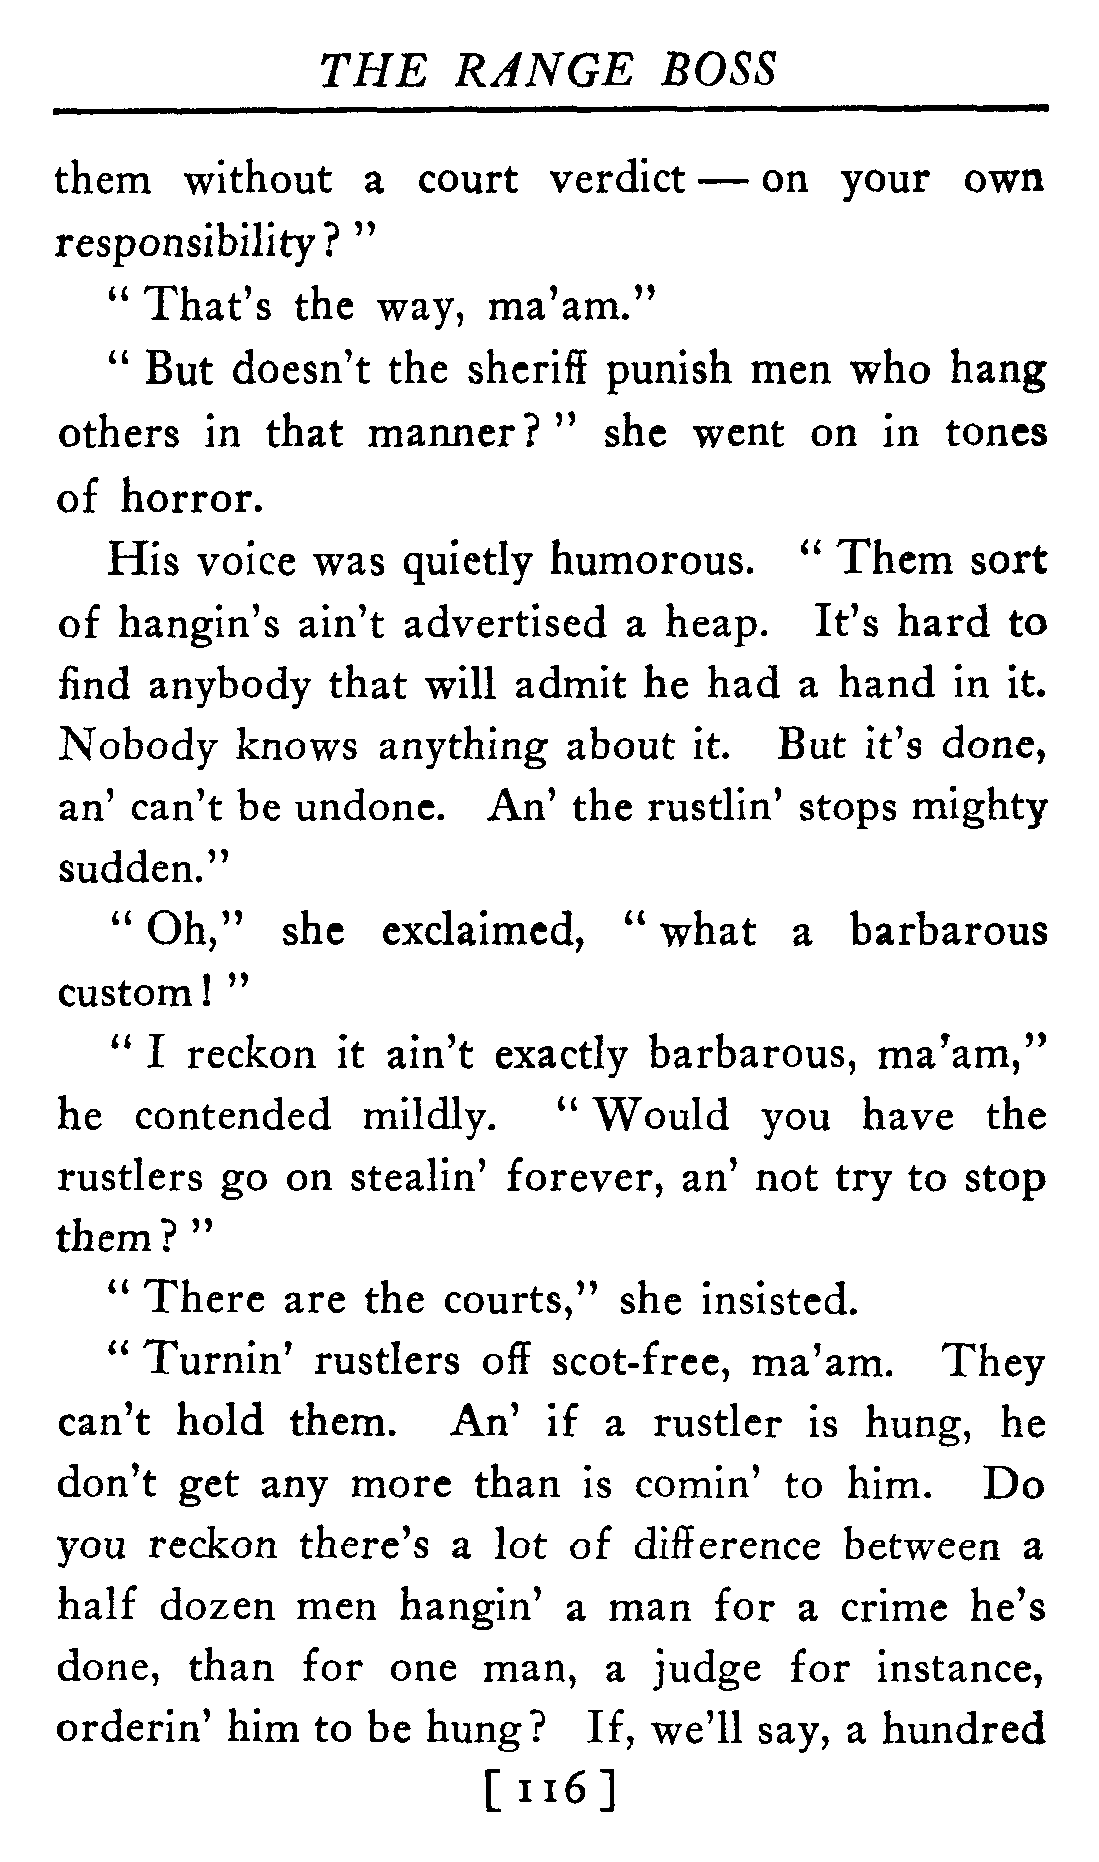 THE RANGE BOSS
them without a court verdict — on your own
responsibility? "
" That's the way, ma'am."
" But doesn't the sheriff punish men who hang
others in that manner? " she went on in tones
of horror.
His voice was quietly humorous. " Them sort
of hangin's ain't advertised a heap. It's hard to
find anybody that will admit he had a hand in it.
Nobody knows anything about it. But it's done,
an' can't be undone. An' the rustlin' stops mighty
sudden."
" Oh," she exclaimed, " what a barbarous
custom! "
" I reckon it ain't exactly barbarous, ma'am,"
he contended mildly. " Would you have the
rustlers go on stealin' forever, an' not try to stop
them? "
" There are the courts," she insisted.
" Turnin' rustlers off scot-free, ma'am. They
can't hold them. An' if a rustler is hung, he
don't get any more than is comin' to him. Do
you reckon there's a lot of difference between a
half dozen men hangin' a man for a crime he's
done, than for one man, a judge for instance,
orderin' him to be hung? If, we'll say, a hundred
[ 116 ]